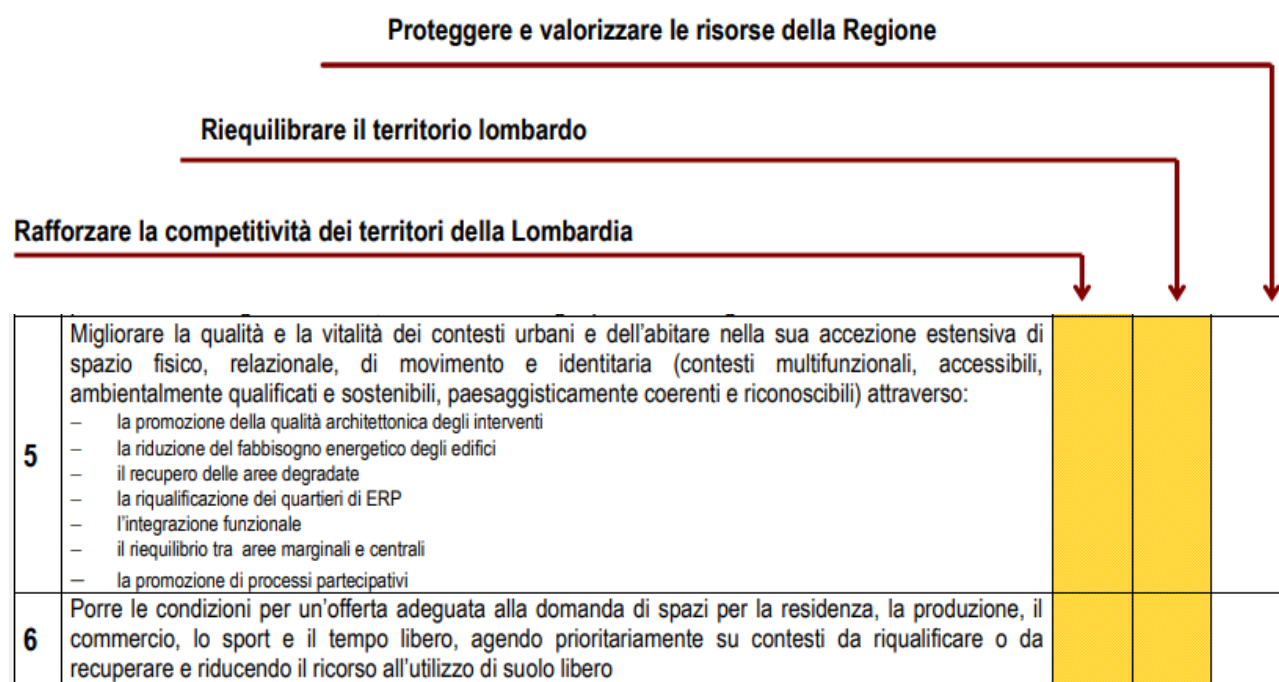 Proteggere e valorizzare le risorse della Regione
Riequilibrare il territorio lombardo
Rafforzare la competitività dei territori della Lombardia
5
Migliorare la qualità e la vitalità dei contesti urbani e dell'abitare nella sua accezione estensiva di
spazio fisico, relazionale, di movimento e identitaria (contesti multifunzionali, accessibili,
ambientalmente qualificati e sostenibili, paesaggisticamente coerenti e riconoscibili) attraverso:
– la promozione della qualità architettonica degli interventi
– la riduzione del fabbisogno energetico degli edifici
– il recupero delle aree degradate
– la riqualificazione dei quartieri di ERP
– l'integrazione funzionale
– il riequilibrio tra aree marginali e centrali
– la promozione di processi partecipativi
6
Porre le condizioni per un'offerta adeguata alla domanda di spazi per la residenza, la produzione, il
commercio, lo sport e il tempo libero, agendo prioritariamente su contesti da riqualificare o da
recuperare e riducendo il ricorso all'utilizzo di suolo libero